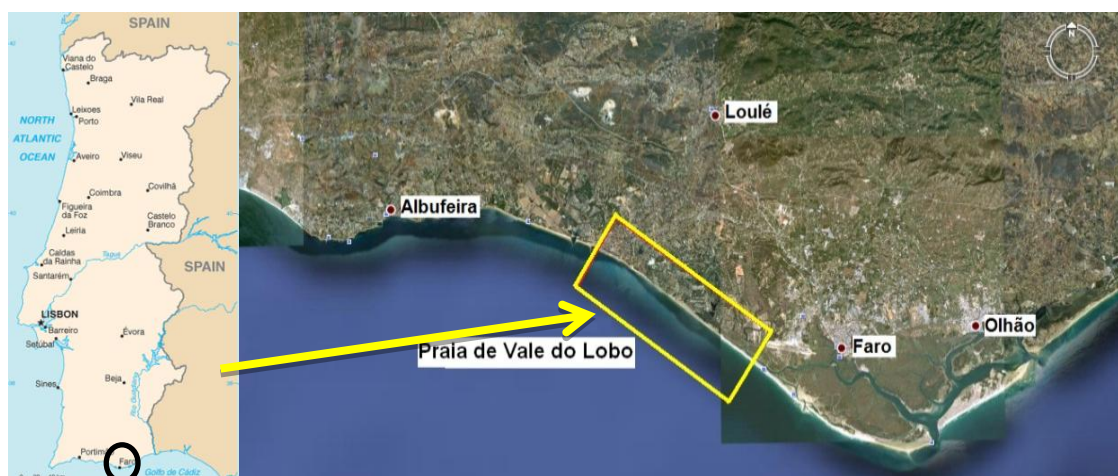 SPAIN
Viana do
Castelo
Braga
Vila Real
Leixoes
Porto
NORTH
ATLANTIC
OCEAN
Aveiro
Viseu
Coimbra
Covilhã
Figueira
da Foz
Castelo
Branco
Leiria
Caldas
da Rainha
Santarém
SPAIN
LISBON
Barreiro
Setúbal
Évora
Sines
Beja
Portim
Faro
Golfo de Cádiz
N
Loulé
Albufeira
Praia de Vale do Lobo
Faro
Olhão